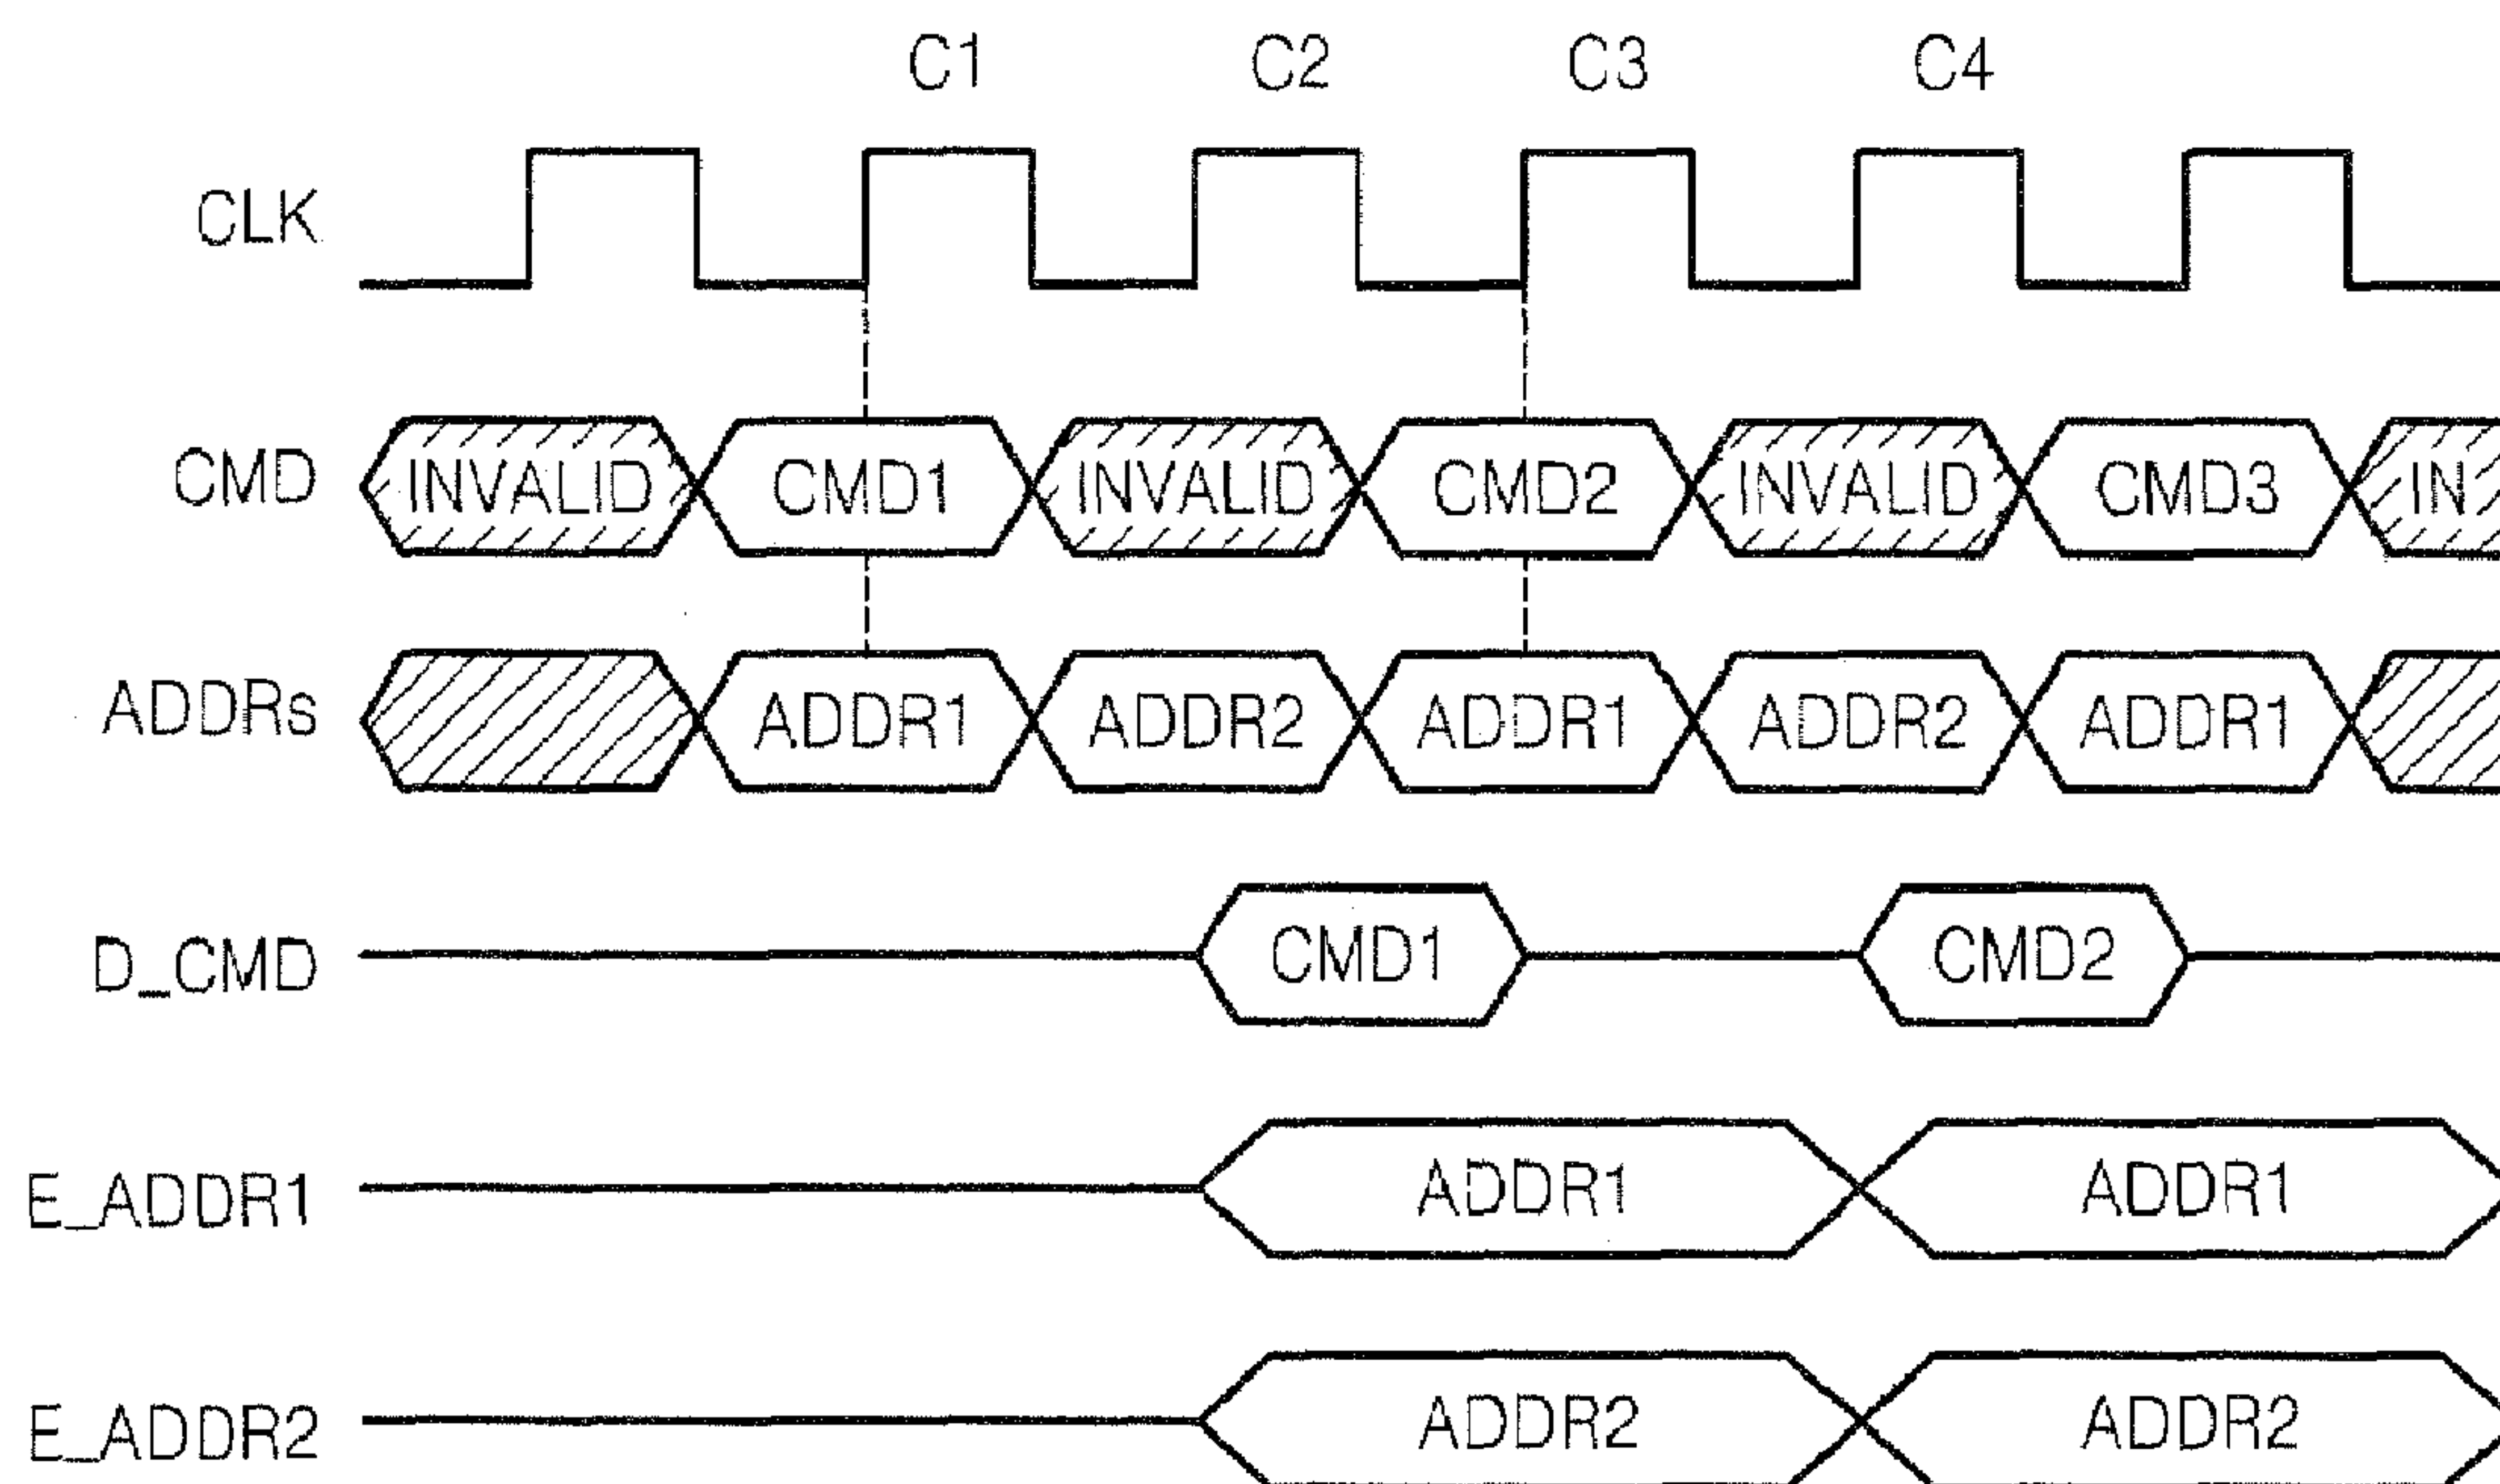 C1 C2 C3 C4
CLK
CMD INVALID CMD1 INVALID CMD2 INVALID CMD3 IN
ADDRs ADDR1 ADDR2 ADDR1 ADDR2 ADDR1
D_CMD CMD1 CMD2
E_ADDR1 ADDR1 ADDR1
E_ADDR2 ADDR2 ADDR2